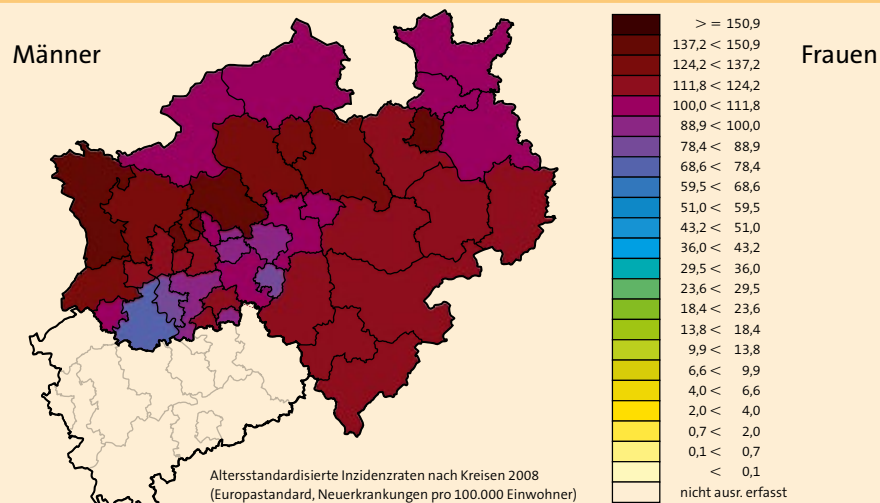 Männer
Frauen
> = 150,9
137,2 < 150,9
124,2 < 137,2
111,8 < 124,2
100,0 < 111,8
88,9 < 100,0
78,4 < 88,9
68,6 < 78,4
59,5 < 68,6
51,0 < 59,5
43,2 < 51,0
36,0 < 43,2
29,5 < 36,0
23,6 < 29,5
18,4 < 23,6
13,8 < 18,4
9,9 < 13,8
6,6 < 9,9
4,0 < 6,6
2,0 < 4,0
0,7 < 2,0
0,1 < 0,7
< 0,1
nicht ausr. erfasst
Altersstandardisierte Inzidenzraten nach Kreisen 2008
(Europastandard, Neuerkrankungen pro 100.000 Einwohner)